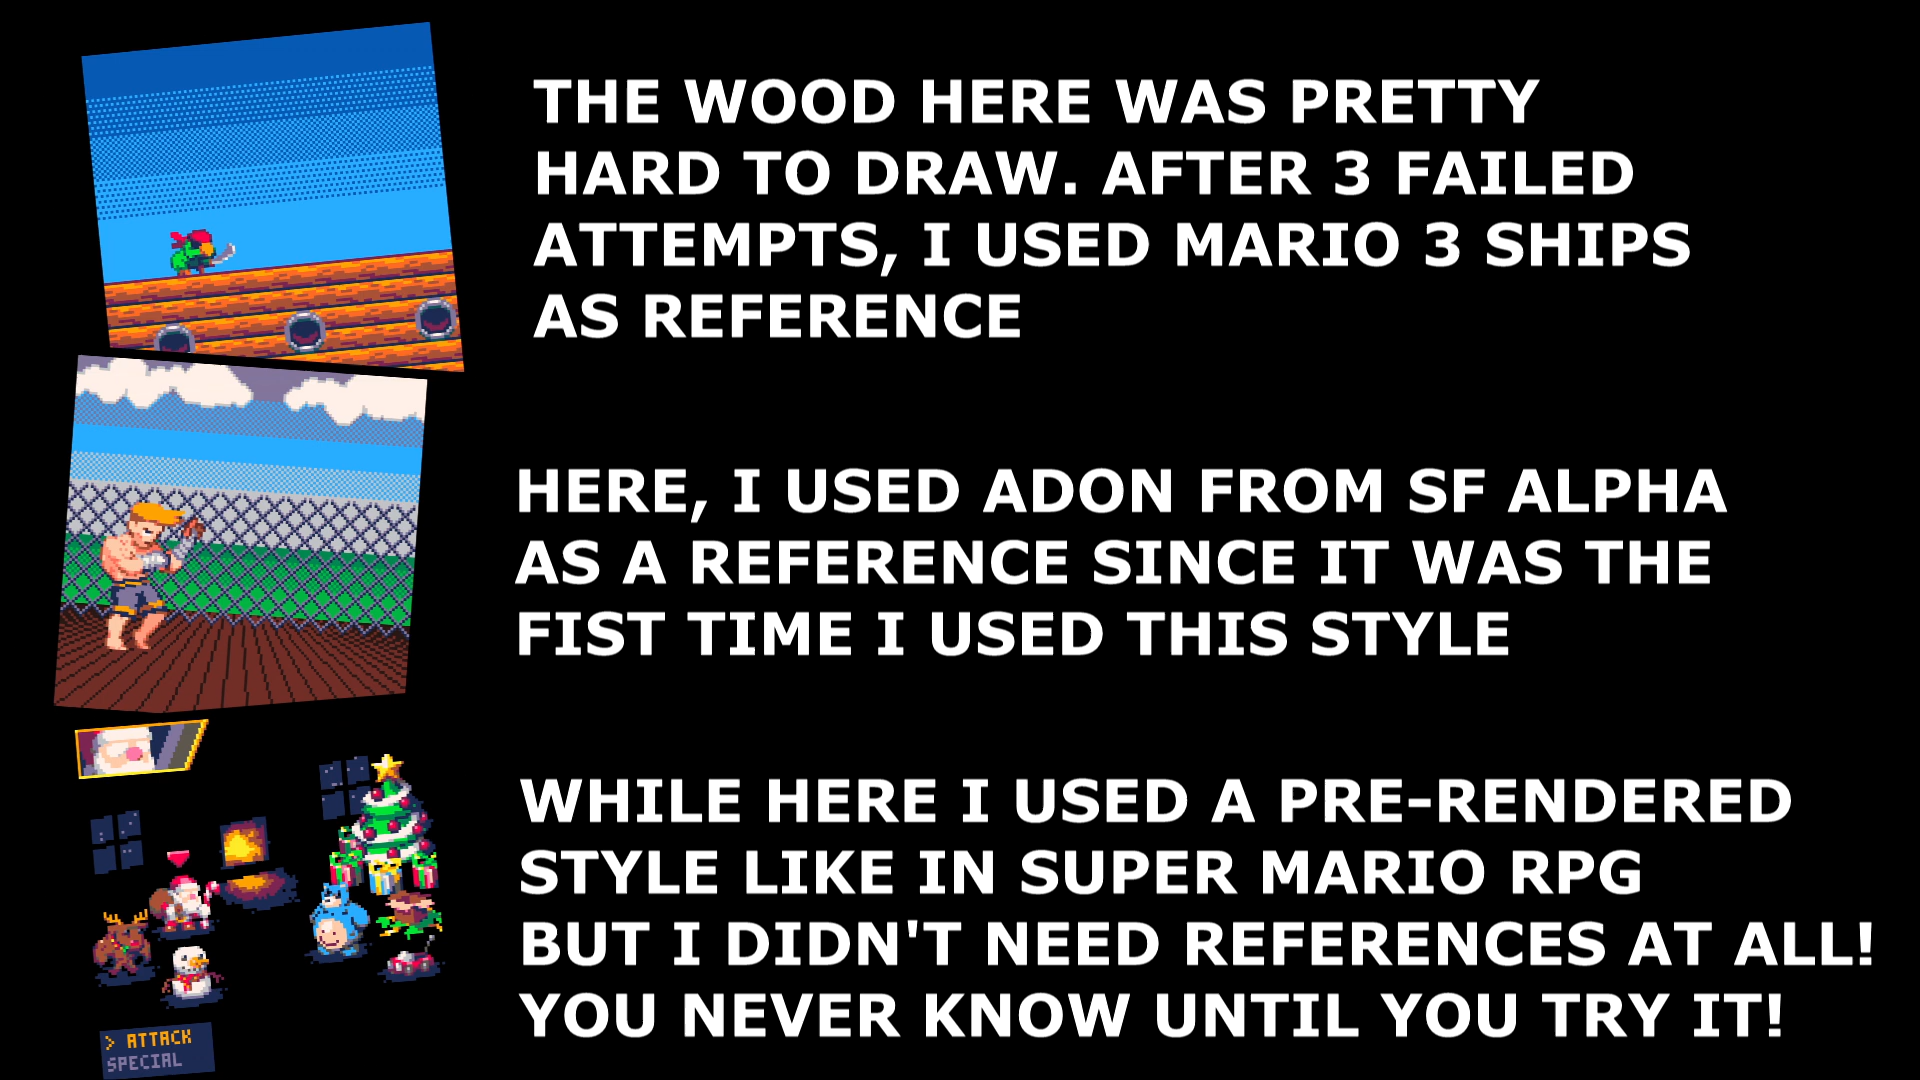 THE WOOD HERE WAS PRETTY
HARD TO DRAW. AFTER 3 FAILED
ATTEMPTS, I USED MARIO 3 SHIPS
AS REFERENCE
HERE, I USED ADON FROM SF ALPHA
AS A REFERENCE SINCE IT WAS THE
FIST TIME I USED THIS STYLE
WHILE HERE I USED A PRE-RENDERED
STYLE LIKE IN SUPER MARIO RPG
BUT I DIDN'T NEED REFERENCES AT ALL!
YOU NEVER KNOW UNTIL YOU TRY IT!
> ATTACK
SPECIAL